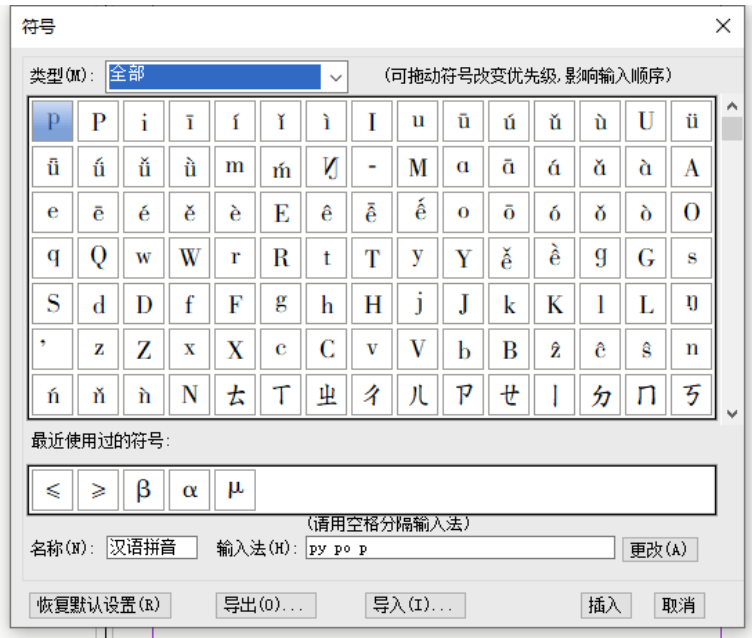 符号
类型(M): 全部 (可拖动符号改变优先级,影响输入顺序)
p P i ī í ǐ ì I u ū ú ǔ ù U ü
ǖ ǘ ǚ ǜ m ḿ - M ɑ ɑ̄ ɑ́ ɑ̌ ɑ̀ A
e ē é ě è E ê ê̄ ế o ō ó ǒ ò O
q Q w W r R t T y Y ê̌ ề ɡ G s
S d D f F g h H j J k K l L ŋ
’ z Z x X c C v V b B ẑ ĉ ŝ n
ń ň ǹ N ㄊ ㄒ ㄓ ㄔ ㄦ ㄗ ㄝ 丨 ㄇ ㄎ
最近使用过的符号:
⩽ ⩾ β α μ
(请用空格分隔输入法)
名称(N): 汉语拼音 输入法(H): py po p 更改(A)
恢复默认设置(R) 导出(O)... 导入(I)... 插入 取消